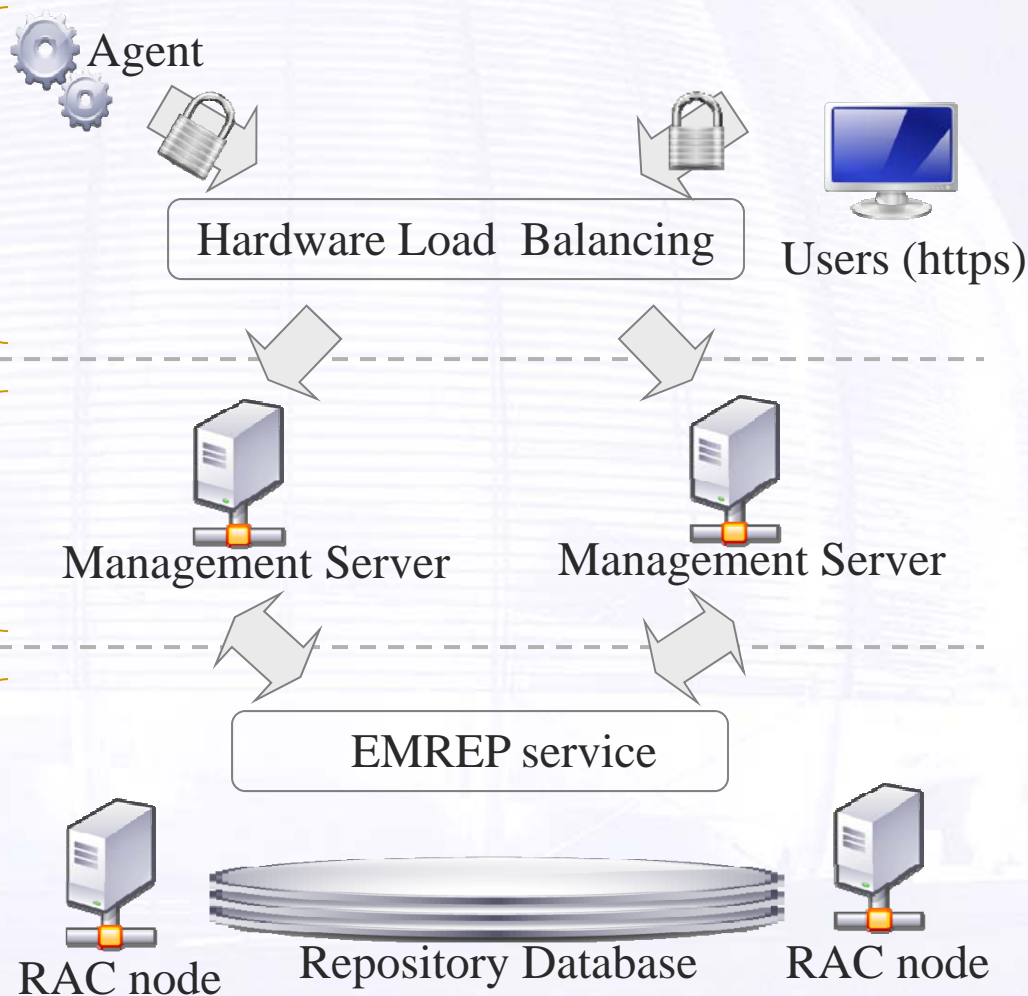 Agent
Hardware Load Balancing
Users (https)
Management Server
Management Server
EMREP service
RAC node
Repository Database
RAC node